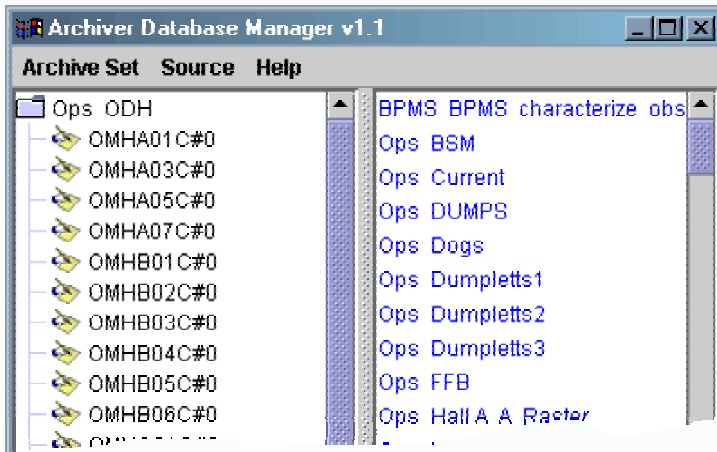 Archiver Database Manager v1.1
Archive Set Source Help
Ops ODH
OMHA01C#0
OMHA03C#0
OMHA05C#0
OMHA07C#0
OMHB01C#0
OMHB02C#0
OMHB03C#0
OMHB04C#0
OMHB05C#0
OMHB06C#0
BPMS BPMS characterize obs
Ops BSM
Ops Current
Ops DUMPS
Ops Dogs
Ops Dumpletts1
Ops Dumpletts2
Ops Dumpletts3
Ops FFB
Ops Hall A A Raster